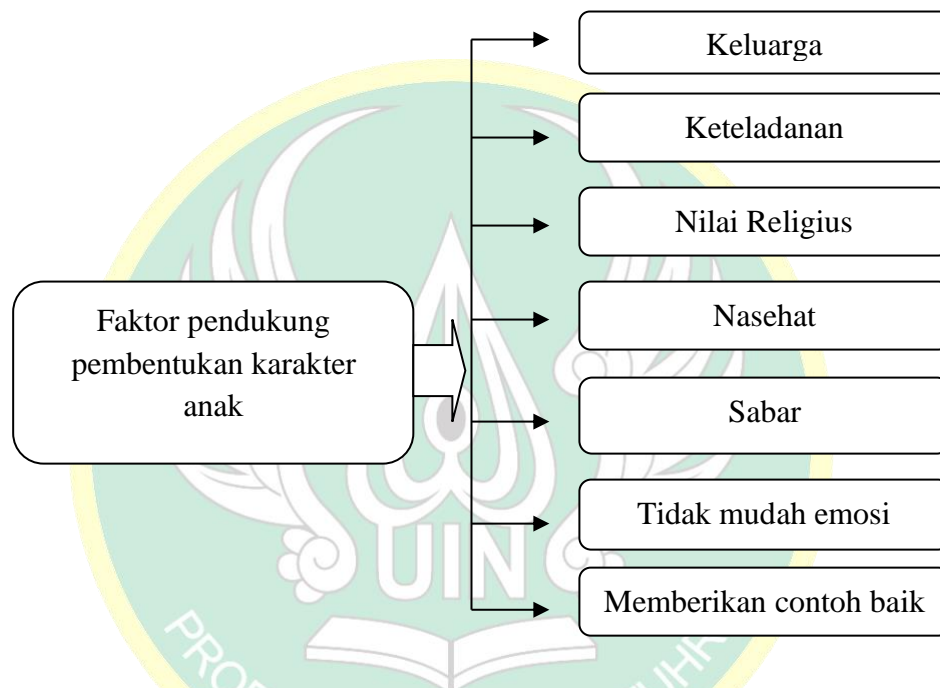 Faktor pendukung
pembentukan karakter
anak
Keluarga
Keteladanan
Nilai Religius
Nasehat
Sabar
Tidak mudah emosi
Memberikan contoh baik
UIN